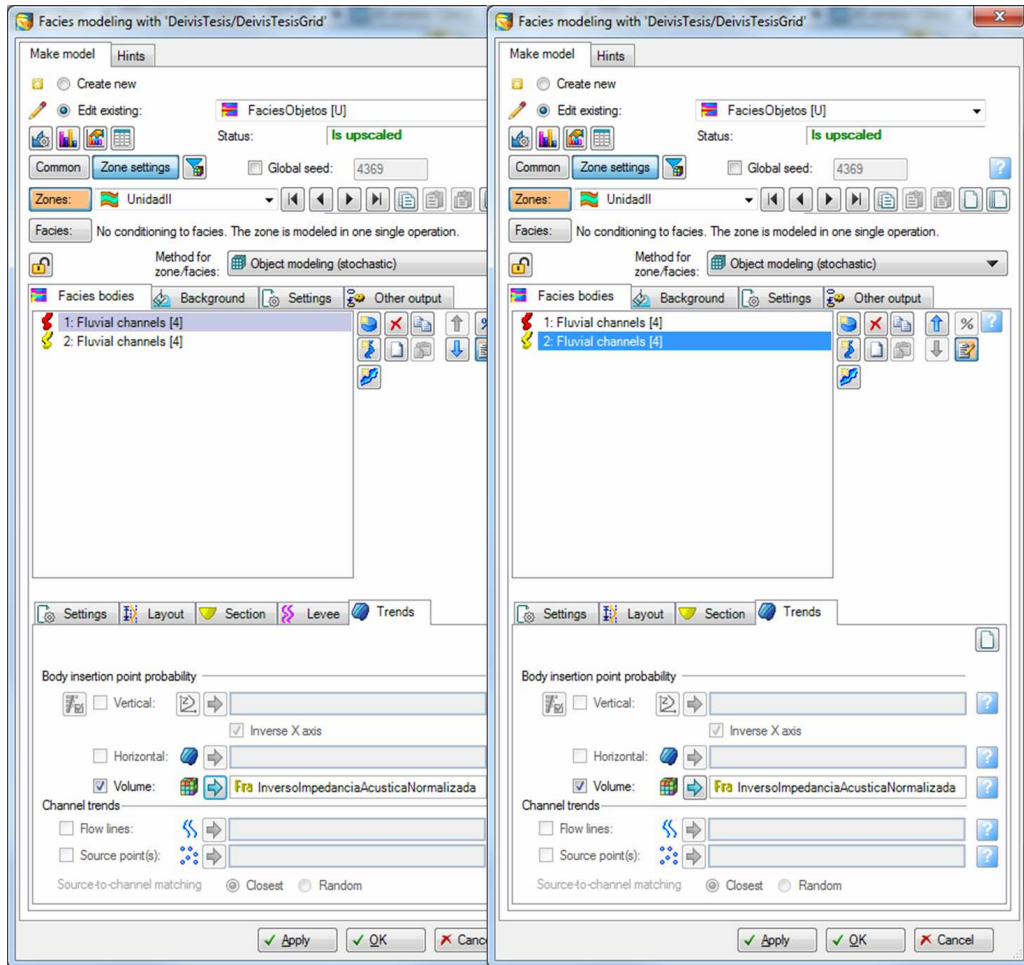 Facies modeling with 'DeivisTesis/DeivisTesisGrid'
Make model
Hints
Create new
Edit existing:
FaciesObjetos [U]
Status:
Is upscaled
Common
Zone settings
Global seed:
4369
Zones:
UnidadII
Facies:
No conditioning to facies. The zone is modeled in one single operation.
Method for
zone/facies:
Object modeling (stochastic)
Facies bodies
Background
Settings
Other output
1: Fluvial channels [4]
2: Fluvial channels [4]
Settings
Layout
Section
Levee
Trends
Body insertion point probability
Vertical:
Inverse X axis
Horizontal:
Volume:
Fra InversoImpedanciaAcusticaNormalizada
Channel trends
Flow lines:
Source point(s):
Source-to-channel matching
Closest
Random
Apply
OK
Canc
Facies modeling with 'DeivisTesis/DeivisTesisGrid'
Make model
Hints
Create new
Edit existing:
FaciesObjetos [U]
Status:
Is upscaled
Common
Zone settings
Global seed:
4369
Zones:
UnidadII
Facies:
No conditioning to facies. The zone is modeled in one single operation.
Method for
zone/facies:
Object modeling (stochastic)
Facies bodies
Background
Settings
Other output
1: Fluvial channels [4]
2: Fluvial channels [4]
%
Settings
Layout
Section
Trends
Body insertion point probability
Vertical:
Inverse X axis
Horizontal:
Volume:
Fra InversoImpedanciaAcusticaNormalizada
Channel trends
Flow lines:
Source point(s):
Source-to-channel matching
Closest
Random
Apply
OK
Cancel